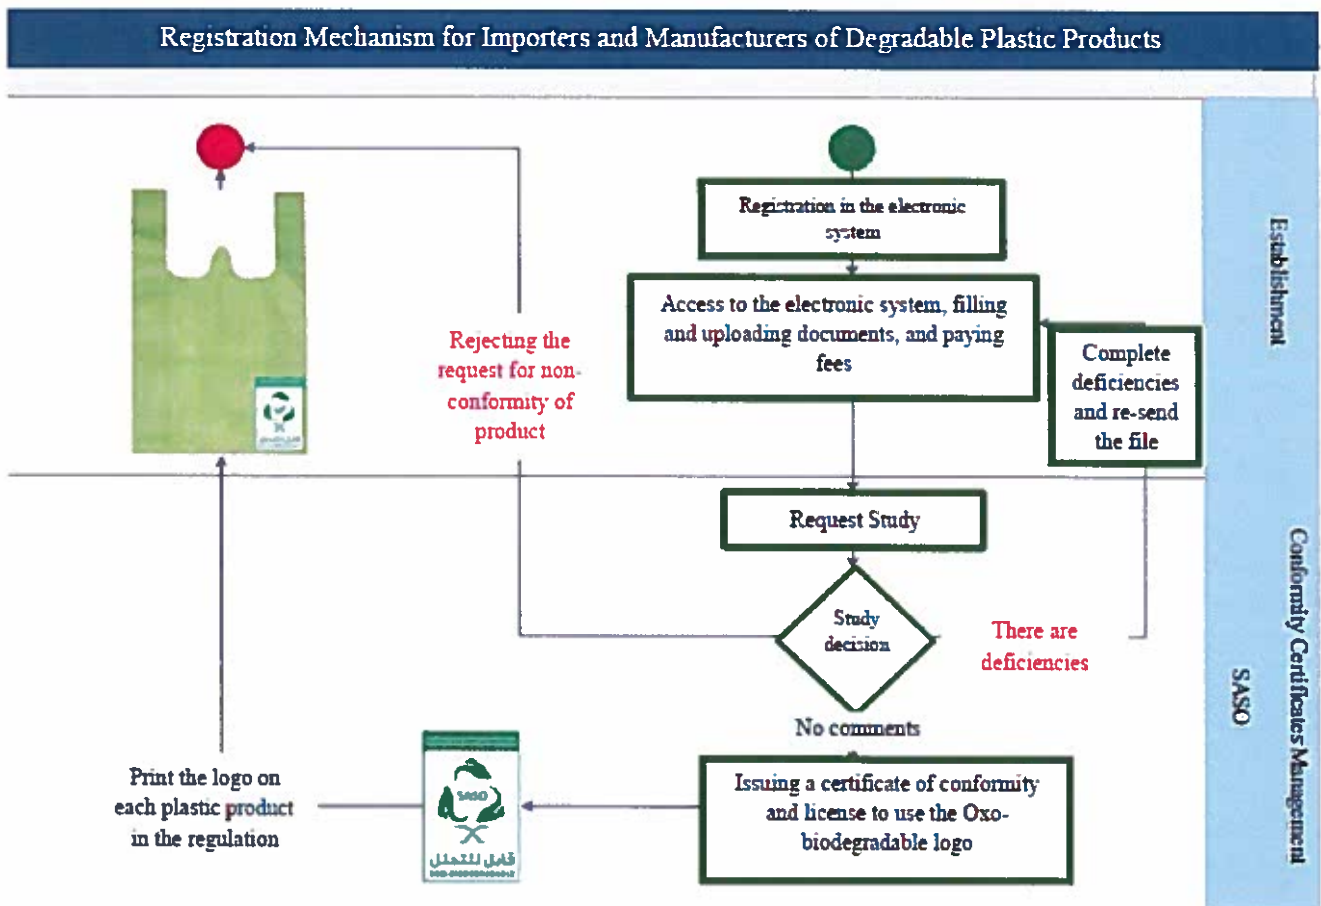 Registration Mechanism for Importers and Manufacturers of Degradable Plastic Products
Registration in the electronic
system
Access to the electronic system, filling
and uploading documents, and paying
fees
Complete
deficiencies
and re-send
the file
Rejecting the
request for non-
conformity of
product
Establishment
Request Study
Study
decision
There are
deficiencies
No comments
Issuing a certificate of conformity
and license to use the Oxo-
biodegradable logo
SASO
قابل للتحلل
OXO-BIODEGRADABLE
Print the logo on
each plastic product
in the regulation
SASO
Conformity Certificates Management